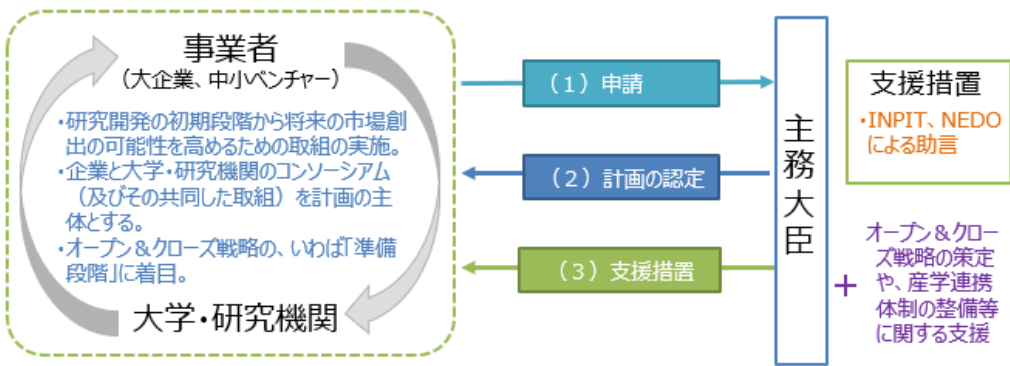 事業者
（大企業、中小ベンチャー）
・研究開発の初期段階から将来の市場創
出の可能性を高めるための取組の実施。
・企業と大学・研究機関のコンソーシアム
（及びその共同した取組）を計画の主
体とする。
・オープン＆クローズ戦略の、いわば「準備
段階」に着目。
大学・研究機関
（１）申請
（２）計画の認定
（３）支援措置
主務大臣
支援措置
・INPIT、NEDO
による助言
+
オープン＆クロー
ズ戦略の策定
や、産学連携
体制の整備等
に関する支援